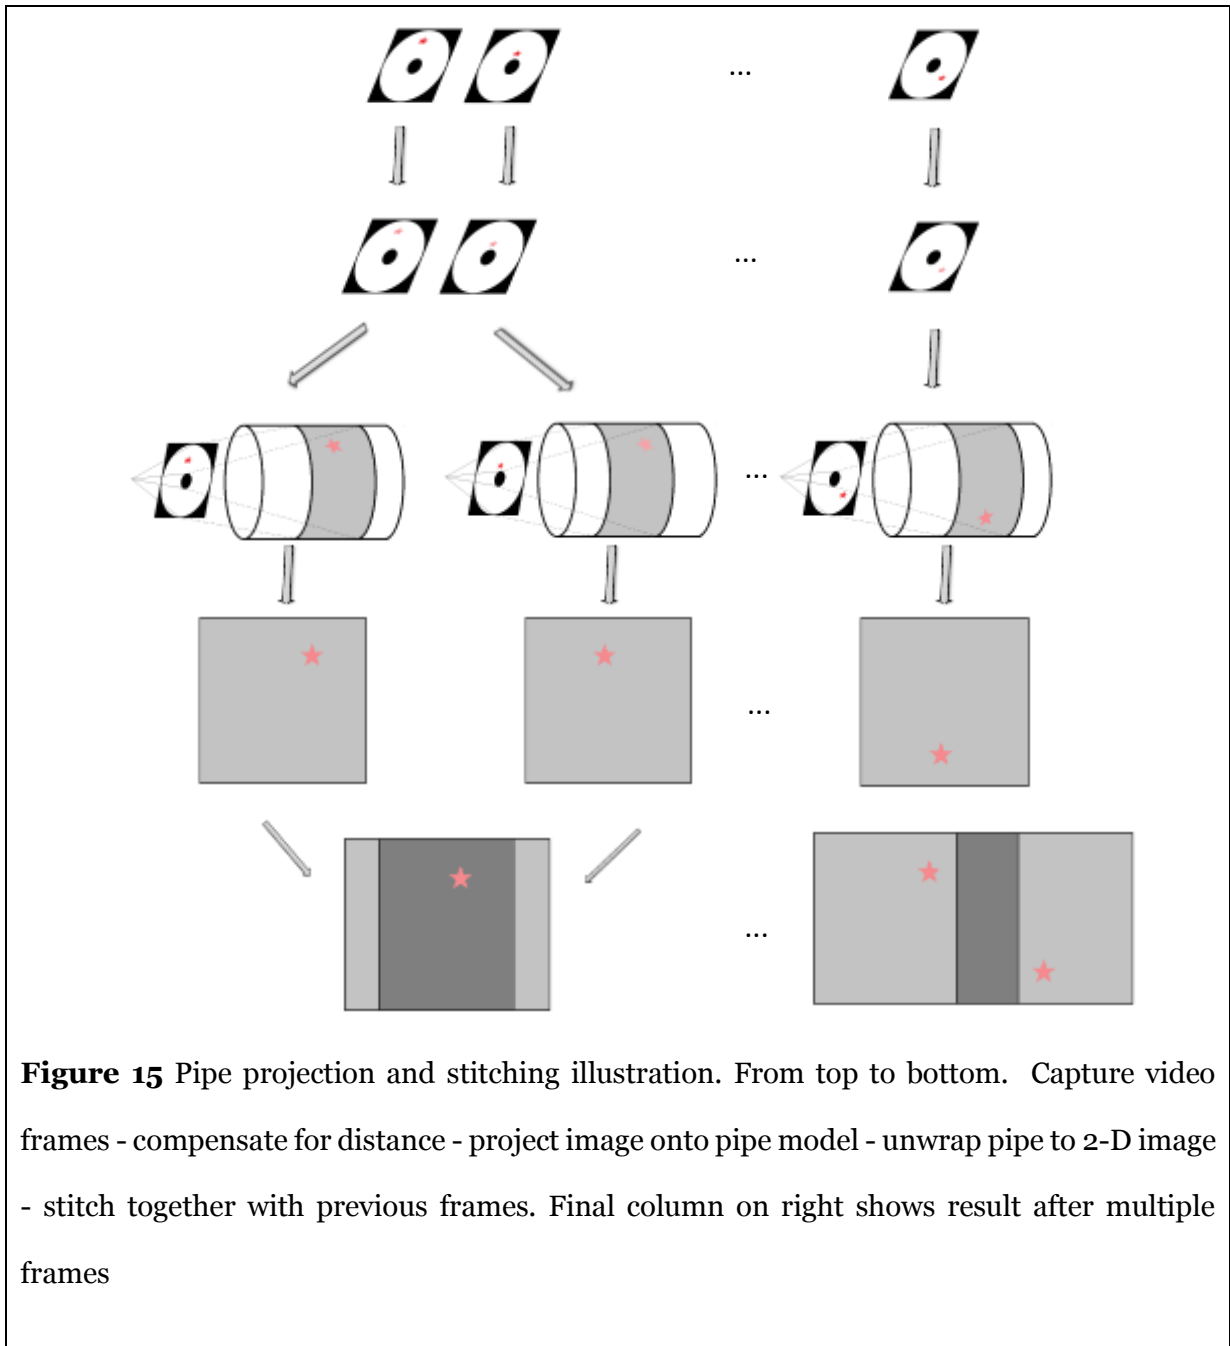 ...
...
...
...
...
Figure 15 Pipe projection and stitching illustration. From top to bottom. Capture video
frames - compensate for distance - project image onto pipe model - unwrap pipe to 2-D image
- stitch together with previous frames. Final column on right shows result after multiple
frames